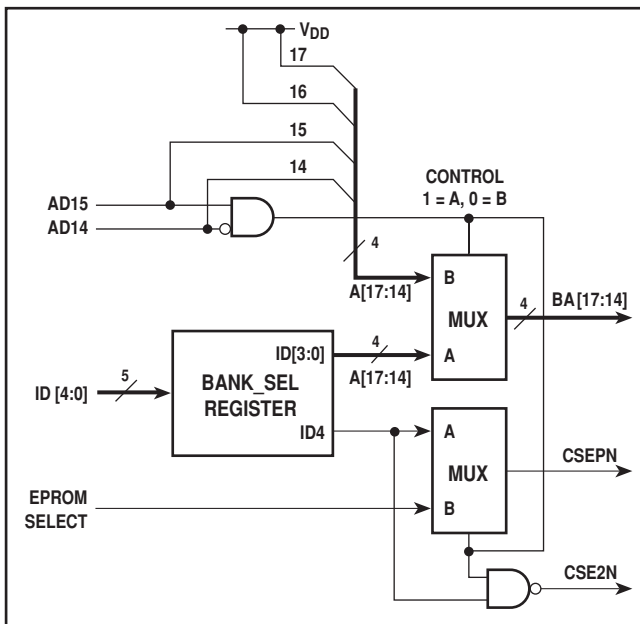 VDD
17
16
15
14
AD15
AD14
CONTROL
1 = A, 0 = B
4
B
A[17:14]
MUX
4
BA [17:14]
ID[3:0]
4
A
A[17:14]
ID [4:0]
5
BANK_SEL
REGISTER
ID4
A
MUX
CSEPN
EPROM
SELECT
B
CSE2N